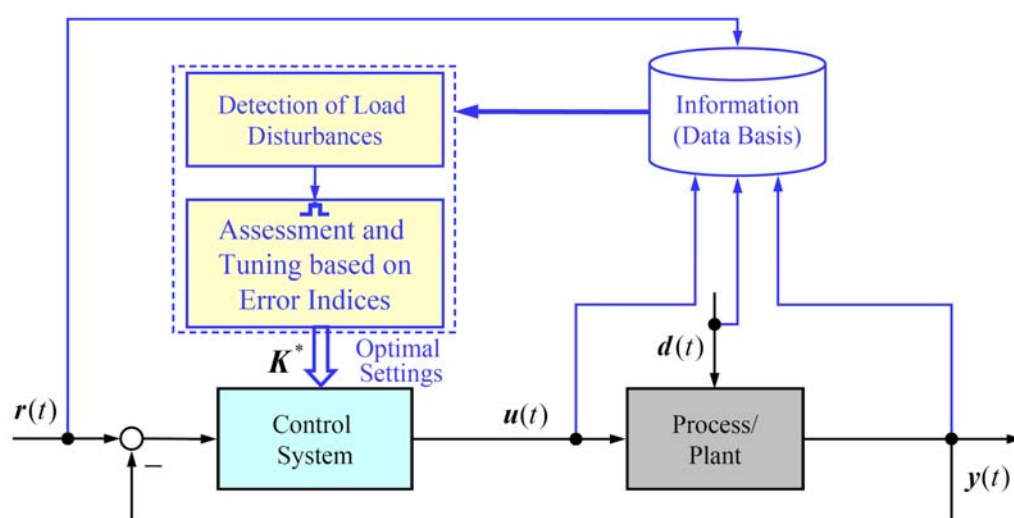 Detection of Load
Disturbances
Information
(Data Basis)
Assessment and
Tuning based on
Error Indices
K*
Optimal
Settings
d(t)
r(t)
Control
System
u(t)
Process/
Plant
y(t)
−